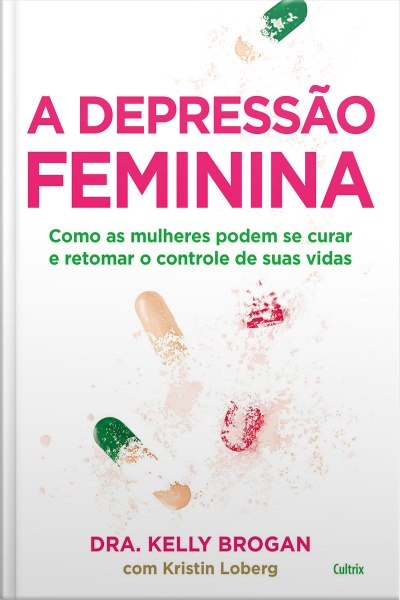 A DEPRESSÃO
FEMININA
Como as mulheres podem se curar
e retomar o controle de suas vidas
DRA. KELLY BROGAN
com Kristin Loberg
Cultrix